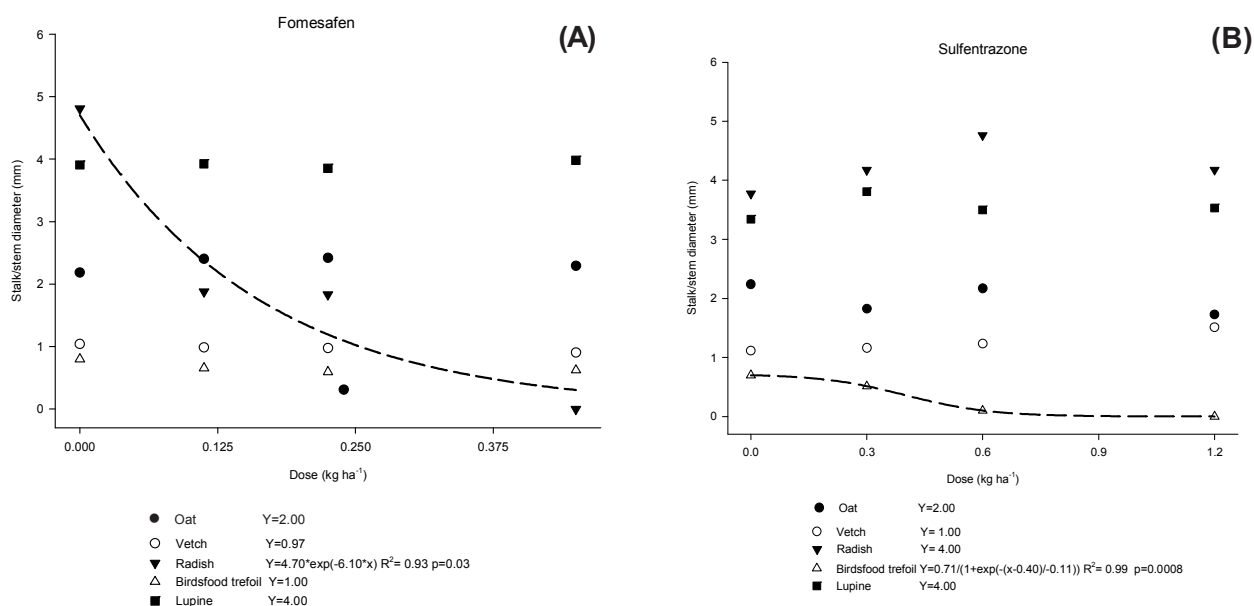 Fomesafen
(A)
6
5
4
3
2
1
0
Stalk/stem diameter (mm)
0.000 0.125 0.250 0.375
Dose (kg ha⁻¹)
Oat Y=2.00
Vetch Y=0.97
Radish Y=4.70*exp(-6.10*x) R²= 0.93 p=0.03
Birdsfood trefoil Y=1.00
Lupine Y=4.00
(B)
Sulfentrazone
6
5
4
3
2
1
0
Stalk/stem diameter (mm)
0.0 0.3 0.6 0.9 1.2
Dose (kg ha⁻¹)
Oat Y=2.00
Vetch Y= 1.00
Radish Y= 4.00
Birdsfood trefoil Y=0.71/(1+exp(-(x-0.40)/-0.11)) R²= 0.99 p=0.0008
Lupine Y=4.00